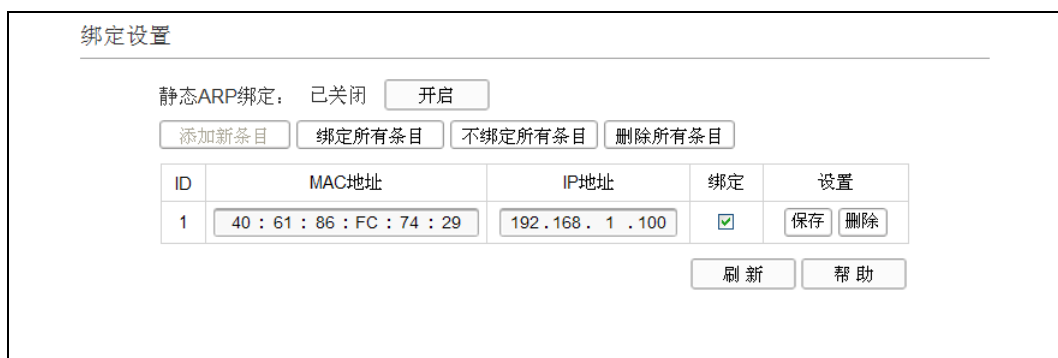 绑定设置
静态ARP绑定： 已关闭 开启
添加新条目 绑定所有条目 不绑定所有条目 删除所有条目
ID MAC地址 IP地址 绑定 设置
1 40 : 61 : 86 : FC : 74 : 29 192.168. 1 .100 保存 删除
刷 新 帮 助